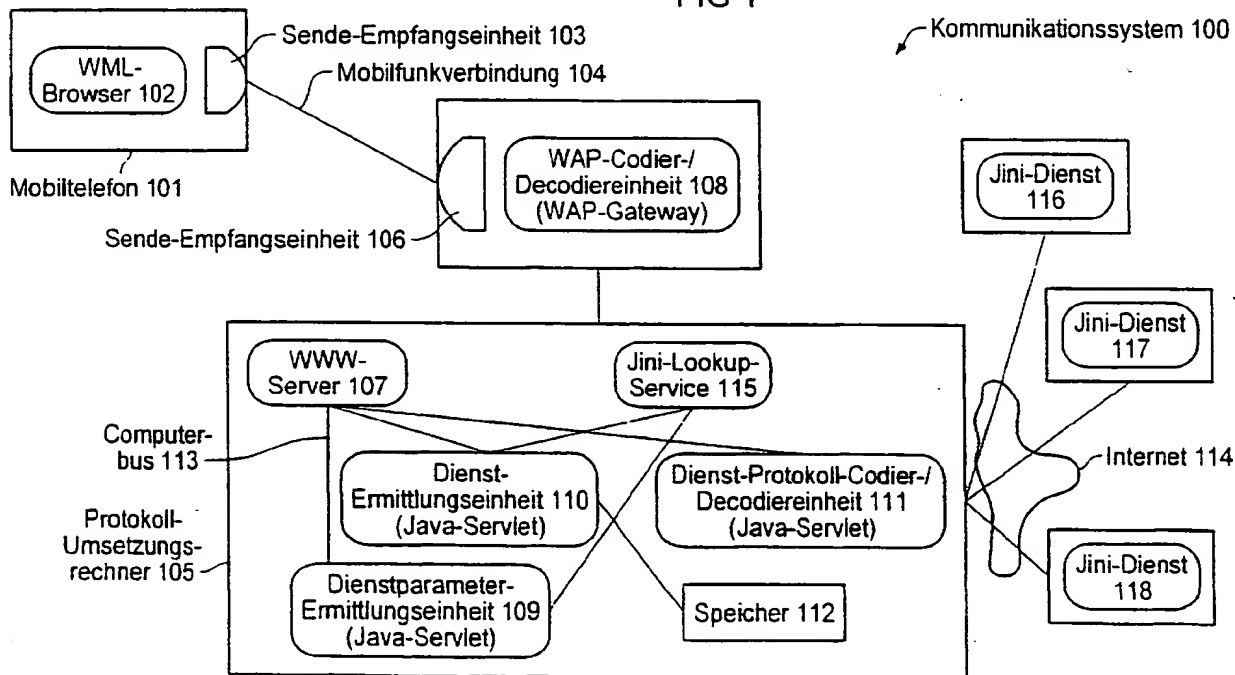 FIG 1
Sende-Empfangseinheit 103
Kommunikationssystem 100
WML-
Browser 102
Mobilfunkverbindung 104
Mobiltelefon 101
WAP-Codier-/
Decodiereinheit 108
(WAP-Gateway)
Sende-Empfangseinheit 106
Jini-Dienst
116
Jini-Dienst
117
WWW-
Server 107
Jini-Lookup-
Service 115
Computer-
bus 113
Internet 114
Dienst-
Ermittlungseinheit 110
(Java-Servlet)
Dienst-Protokoll-Codier-/
Decodiereinheit 111
(Java-Servlet)
Protokoll-
Umsetzungs-
rechner 105
Dienstparameter-
Ermittlungseinheit 109
(Java-Servlet)
Speicher 112
Jini-Dienst
118